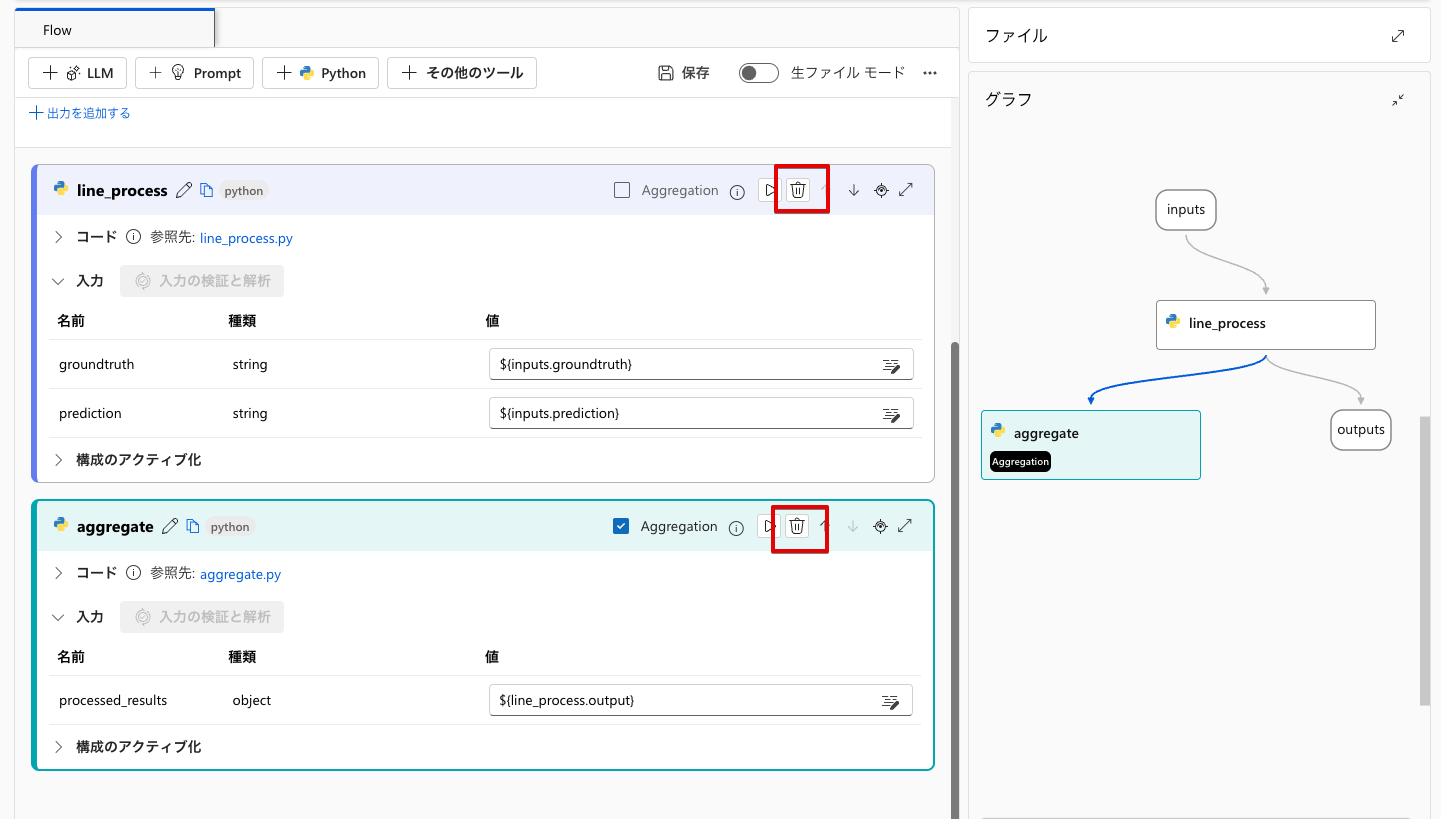 Flow
LLM
Prompt
Python
その他のツール
保存
生ファイル モード
出力を追加する
line_process
python
Aggregation
コード
参照先: line_process.py
入力
入力の検証と解析
名前 種類 値
groundtruth string ${inputs.groundtruth}
prediction string ${inputs.prediction}
構成のアクティブ化
aggregate
python
Aggregation
コード
参照先: aggregate.py
入力
入力の検証と解析
名前 種類 値
processed_results object ${line_process.output}
構成のアクティブ化
ファイル
グラフ
inputs
line_process
aggregate
Aggregation
outputs